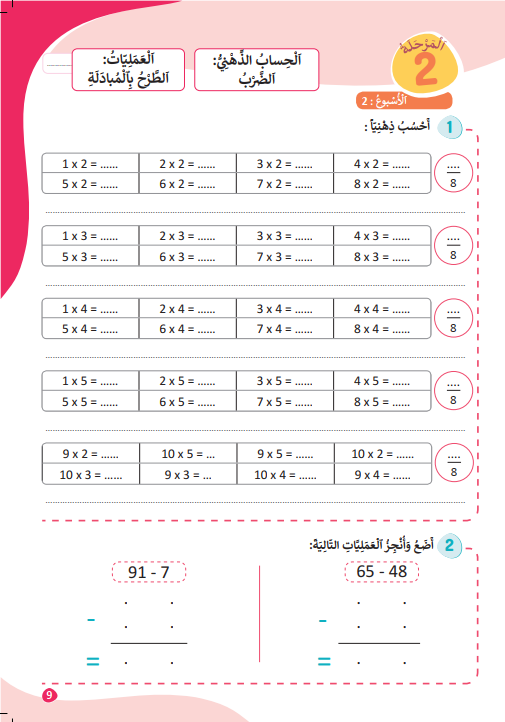 اَلْمَرْحَلَةُ
2
اَلْأُسْبوعُ : 2
اَلْحِسابُ الذِّهْنِيُّ:
اَلضَّرْبُ
اَلْعَمَلِيّاتُ:
اَلطَّرْحُ بِالْمُبادَلَةِ
1 أَحْسُبُ ذِهْنِيّاً :
1 x 2 = ...... 2 x 2 = ...... 3 x 2 = ...... 4 x 2 = ......
5 x 2 = ...... 6 x 2 = ...... 7 x 2 = ...... 8 x 2 = ......
.... / 8
1 x 3 = ...... 2 x 3 = ...... 3 x 3 = ...... 4 x 3 = ......
5 x 3 = ...... 6 x 3 = ...... 7 x 3 = ...... 8 x 3 = ......
.... / 8
1 x 4 = ...... 2 x 4 = ...... 3 x 4 = ...... 4 x 4 = ......
5 x 4 = ...... 6 x 4 = ...... 7 x 4 = ...... 8 x 4 = ......
.... / 8
1 x 5 = ...... 2 x 5 = ...... 3 x 5 = ...... 4 x 5 = ......
5 x 5 = ...... 6 x 5 = ...... 7 x 5 = ...... 8 x 5 = ......
.... / 8
9 x 2 = ...... 10 x 5 = ... 9 x 5 = ...... 10 x 2 = ......
10 x 3 = ...... 9 x 3 = ... 10 x 4 = ...... 9 x 4 = ......
.... / 8
2 أَضَعُ وَأُنْجِزُ اَلْعَمَلِيّاتِ التّالِيَةَ:
91 - 7 65 - 48
. . . .
- . . - . .
= . . = . .
9